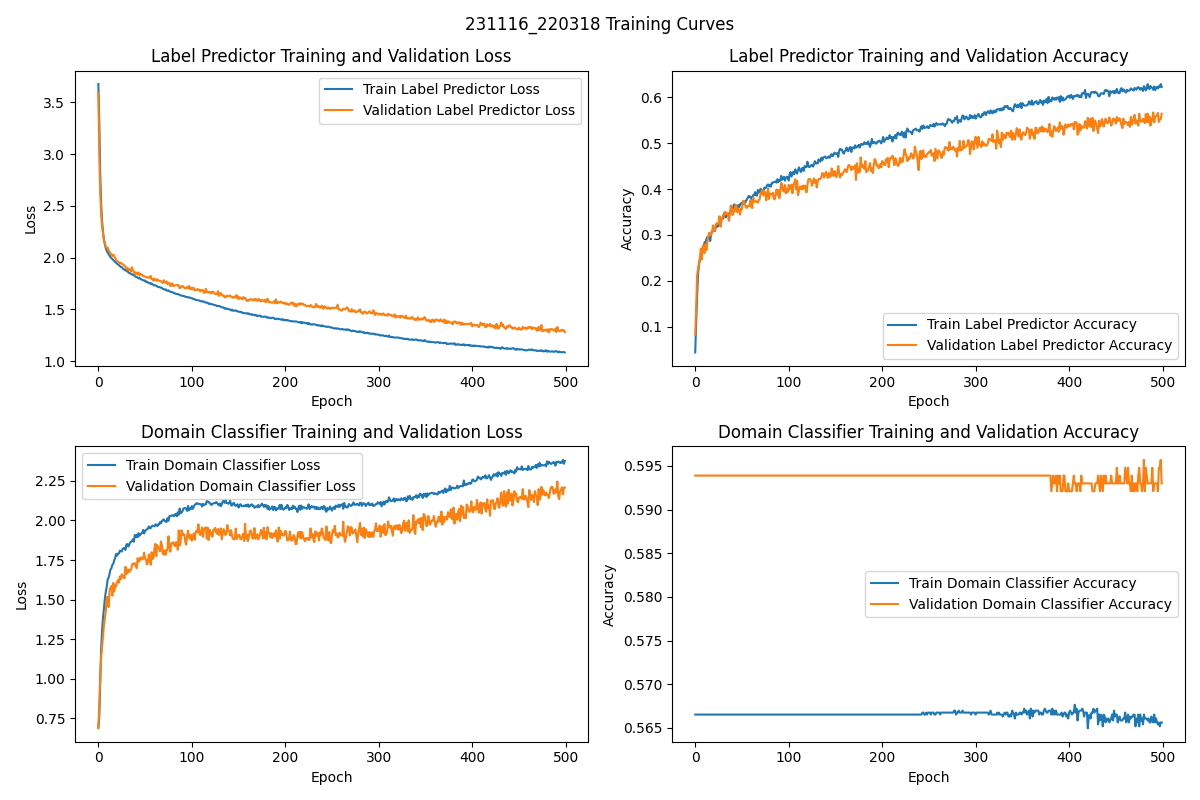 231116_220318 Training Curves
Label Predictor Training and Validation Loss
Train Label Predictor Loss
Validation Label Predictor Loss
3.5
3.0
2.5
2.0
1.5
1.0
Loss
0 100 200 300 400 500
Epoch
Label Predictor Training and Validation Accuracy
0.6
0.5
0.4
0.3
0.2
0.1
Accuracy
Train Label Predictor Accuracy
Validation Label Predictor Accuracy
0 100 200 300 400 500
Epoch
Domain Classifier Training and Validation Loss
Train Domain Classifier Loss
Validation Domain Classifier Loss
2.25
2.00
1.75
1.50
1.25
1.00
0.75
Loss
0 100 200 300 400 500
Epoch
Domain Classifier Training and Validation Accuracy
0.595
0.590
0.585
0.580
0.575
0.570
0.565
Accuracy
Train Domain Classifier Accuracy
Validation Domain Classifier Accuracy
0 100 200 300 400 500
Epoch